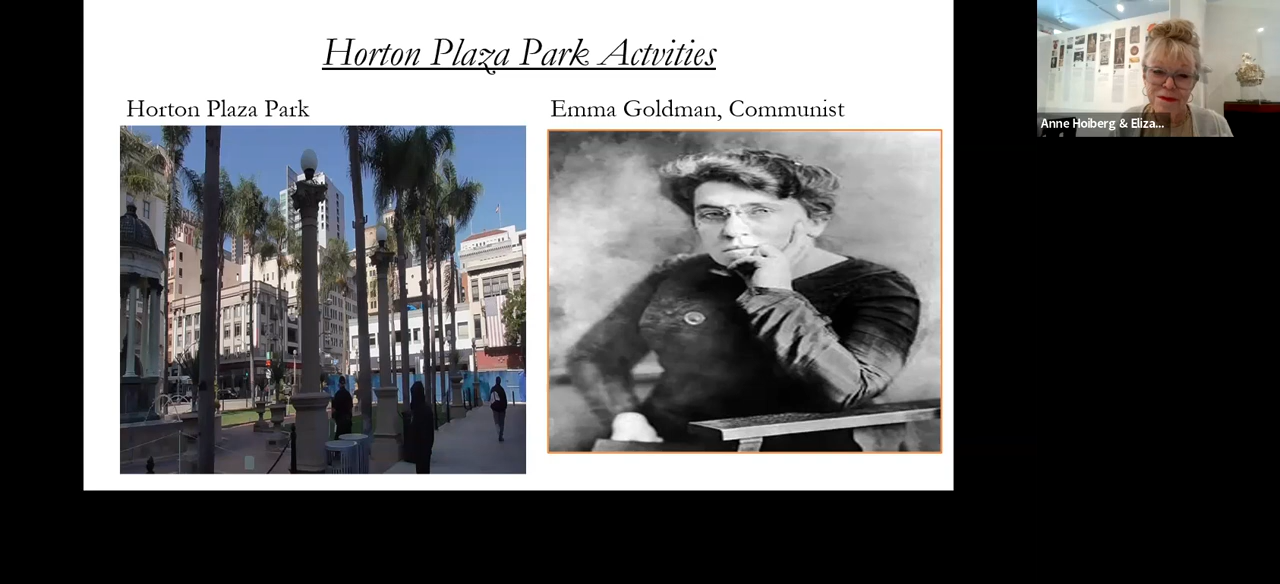 Horton Plaza Park Actvities
Horton Plaza Park
Emma Goldman, Communist
Anne Hoiberg & Eliza...